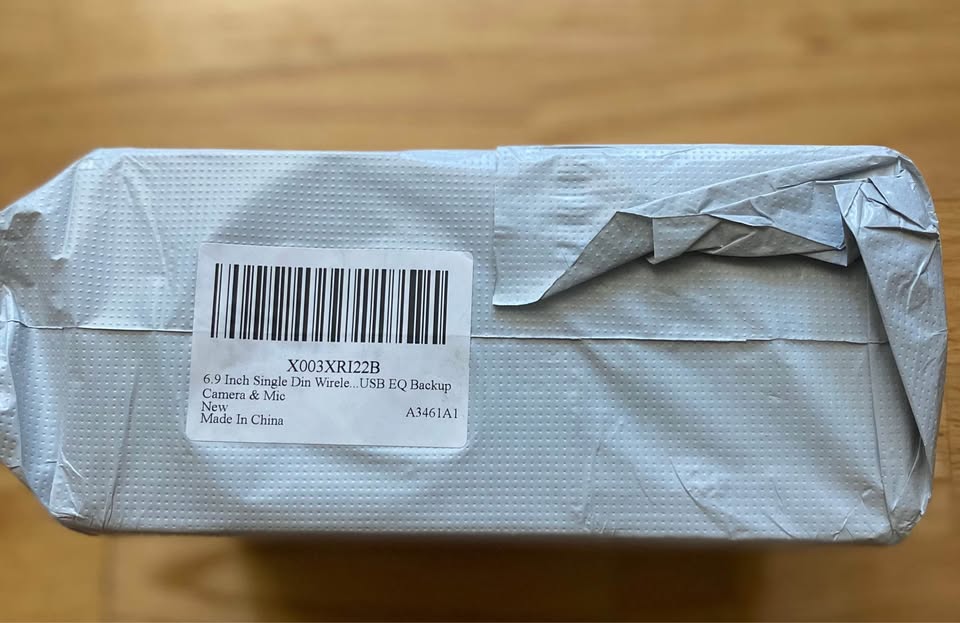 X003XRI22B
6.9 Inch Single Din Wirele...USB EQ Backup
Camera & Mic
New
A3461A1
Made In China